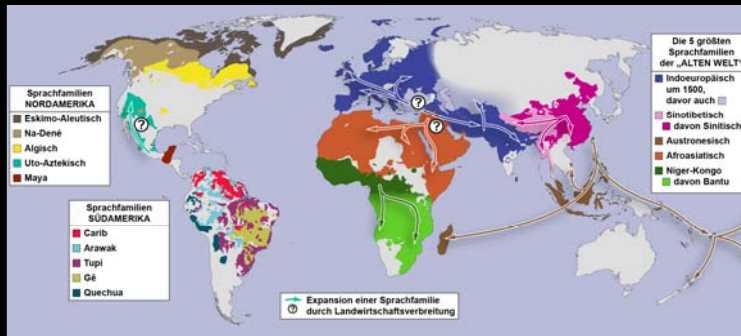 Sprachfamilien
NORDAMERIKA
Eskimo-Aleutisch
Na-Dené
Algisch
Uto-Aztekisch
Maya
Sprachfamilien
SÜDAMERIKA
Carib
Arawak
Tupi
Gê
Quechua
?
?
?
Expansion einer Sprachfamilie
? durch Landwirtschaftsverbreitung
Die 5 größten
Sprachfamilien
der „ALTEN WELT"
Indoeuropäisch
um 1500,
davor auch
Sinotibetisch
davon Sinitisch
Austronesisch
Afroasiatisch
Niger-Kongo
davon Bantu